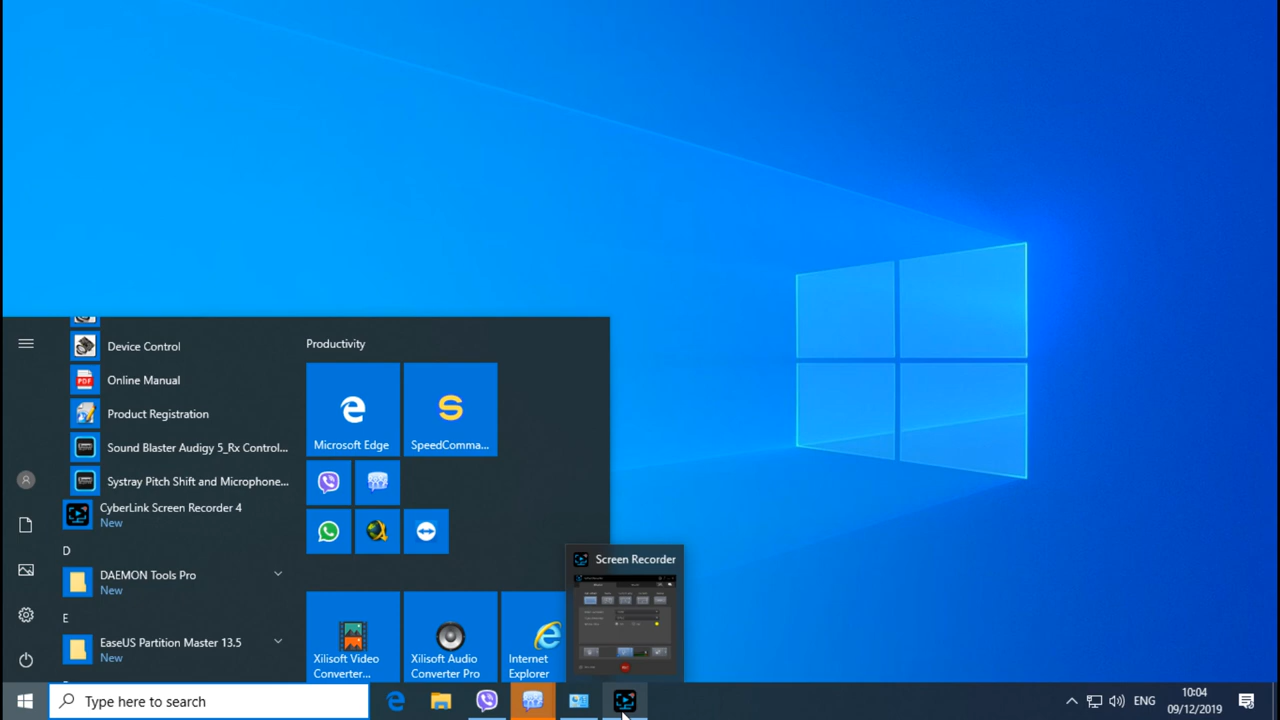 Device Control
Online Manual
Product Registration
Sound Blaster Audigy 5_Rx Control...
Systray Pitch Shift and Microphone...
CyberLink Screen Recorder 4
New
D
DAEMON Tools Pro
New
E
EaseUS Partition Master 13.5
New
Productivity
Microsoft Edge
SpeedComma...
Xilisoft Video
Converter...
Xilisoft Audio
Converter Pro
Internet
Explorer
Screen Recorder
Type here to search
ENG
10:04
09/12/2019